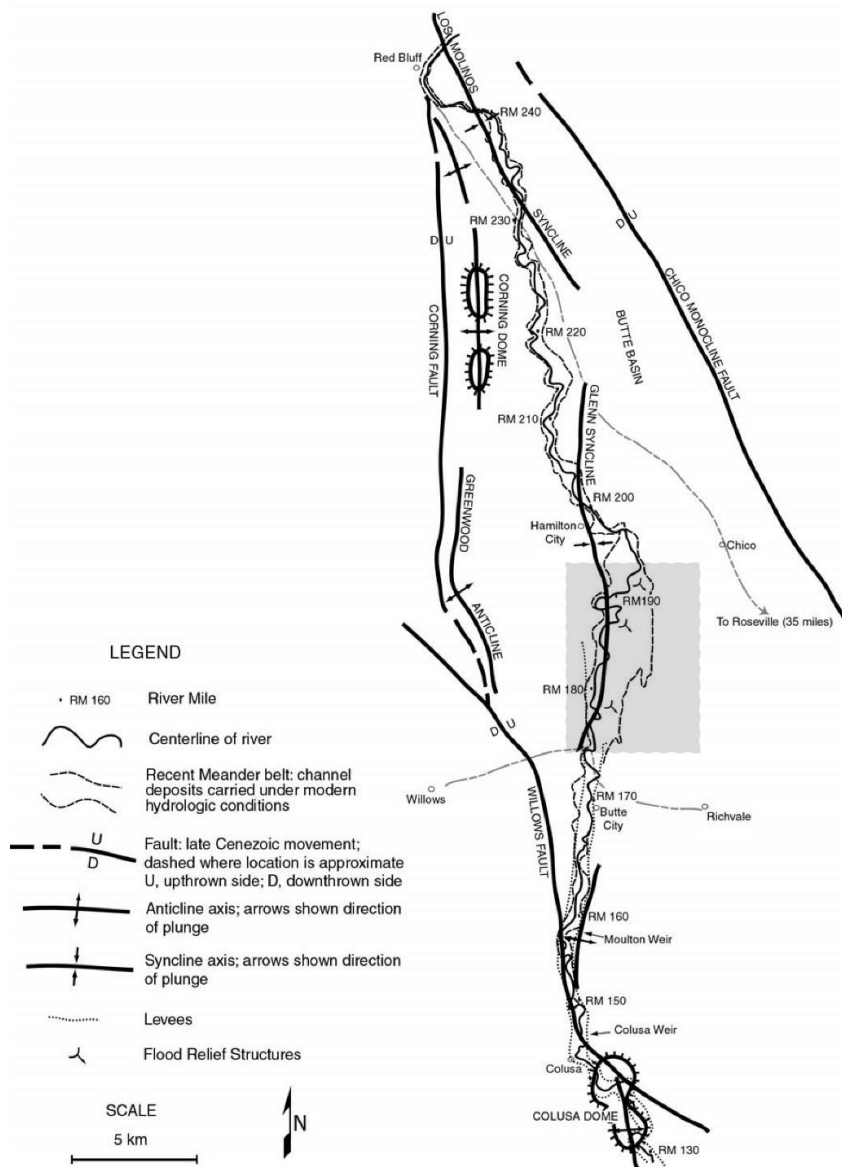 Red Bluff
LOS MOLINOS
SYNCLINE
RM 240
U
D
RM 230
D U
CORNING FAULT
CORNING DOME
RM 220
BUTTE BASIN
CHICO MONOCLINE FAULT
RM 210
GLENN SYNCLINE
GREENWOOD
ANTICLINE
RM 200
Hamilton
City
Chico
RM190
To Roseville (35 miles)
RM 180
U
D
Willows
WILLOWS FAULT
RM 170
Butte
City
Richvale
RM 160
Moulton Weir
RM 150
Colusa Weir
Colusa
COLUSA DOME
RM 130
LEGEND
RM 160 River Mile
Centerline of river
Recent Meander belt: channel
deposits carried under modern
hydrologic conditions
U
D
Fault: late Cenezoic movement;
dashed where location is approximate
U, upthrown side; D, downthrown side
Anticline axis; arrows shown direction
of plunge
Syncline axis; arrows shown direction
of plunge
Levees
Flood Relief Structures
SCALE
5 km
N